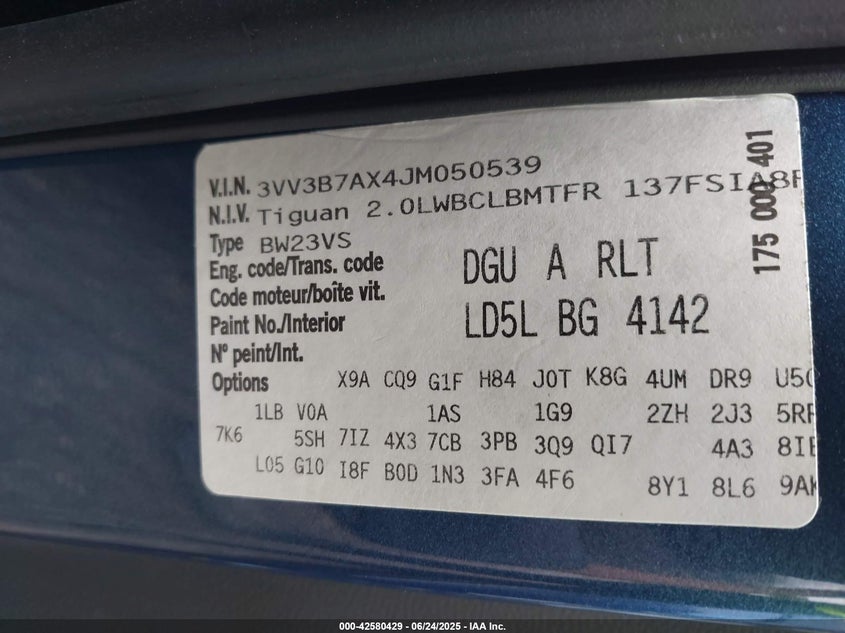 V.I.N. 3VV3B7AX4JM050539
N.I.V. Tiguan 2.0LWBCLBMTFR 137FSIA8F
Type BW23VS
Eng. code/Trans. code DGU A RLT
Code moteur/boîte vit.
Paint No./Interior LD5L BG 4142
Nº peint/Int.
Options X9A CQ9 G1F H84 J0T K8G 4UM DR9
1LB V0A 1AS 1G9 2ZH 2J3 5RF
7K6 5SH 7IZ 4X3 7CB 3PB 3Q9 QI7 4A3
L05 G10 I8F B0D 1N3 3FA 4F6 8Y1 8L6
175 000 401
000-42580429 - 06/24/2025 - IAA Inc.